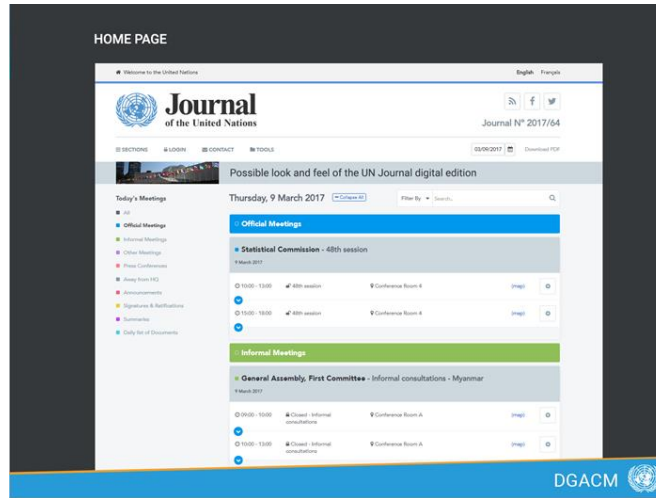 HOME PAGE
Welcome to the United Nations
English Français
Journal
of the United Nations
Journal N° 2017/64
SECTIONS LOGIN CONTACT TOOLS
03/09/2017 Download PDF
Possible look and feel of the UN Journal digital edition
Today's Meetings
All
Official Meetings
Informal Meetings
Other Meetings
Press Conferences
Away from HQ
Announcements
Signatures & Ratifications
Summaries
Daily list of Documents
Thursday, 9 March 2017 Collapse All Filter By Search..
Official Meetings
Statistical Commission - 48th session
9 March 2017
10:00 - 13:00 48th session Conference Room 4 (map)
15:00 - 18:00 48th session Conference Room 4 (map)
Informal Meetings
General Assembly, First Committee - Informal consultations - Myanmar
9 March 2017
09:00 - 10:00 Closed - Informal consultations Conference Room A (map)
10:00 - 13:00 Closed - Informal consultations Conference Room A (map)
DGACM